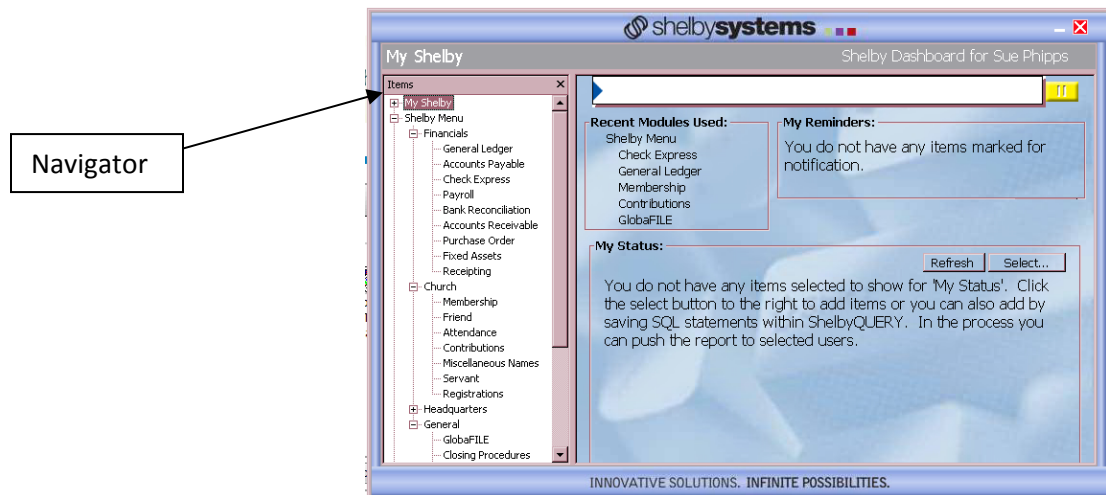 Navigator
shelbysystems
My Shelby
Shelby Dashboard for Sue Phipps
Items
My Shelby
Shelby Menu
Financials
General Ledger
Accounts Payable
Check Express
Payroll
Bank Reconciliation
Accounts Receivable
Purchase Order
Fixed Assets
Receipting
Church
Membership
Friend
Attendance
Contributions
Miscellaneous Names
Servant
Registrations
Headquarters
General
GlobaFILE
Closing Procedures
Recent Modules Used:
Shelby Menu
Check Express
General Ledger
Membership
Contributions
GlobaFILE
My Reminders:
You do not have any items marked for
notification.
My Status:
Refresh
Select...
You do not have any items selected to show for 'My Status'. Click
the select button to the right to add items or you can also add by
saving SQL statements within ShelbyQUERY. In the process you
can push the report to selected users.
INNOVATIVE SOLUTIONS. INFINITE POSSIBILITIES.